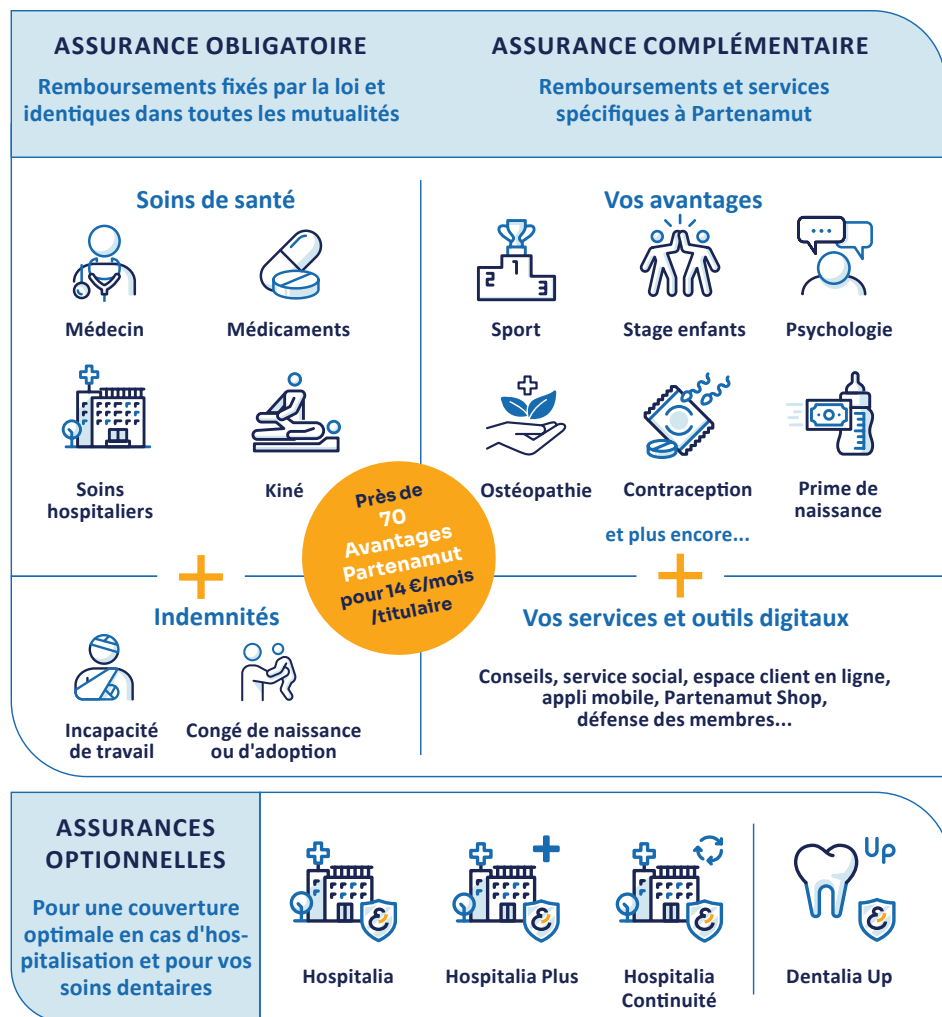 ASSURANCE OBLIGATOIRE
Remboursements fixés par la loi et
identiques dans toutes les mutualités
ASSURANCE COMPLÉMENTAIRE
Remboursements et services
spécifiques à Partenamut
Soins de santé
Médecin
Médicaments
Soins
hospitaliers
Kiné
Vos avantages
1
2
3
Sport
Stage enfants
Psychologie
Ostéopathie
Contraception
Prime de
naissance
et plus encore...
Près de
70
Avantages
Partenamut
pour 14 €/mois
/titulaire
Indemnités
Incapacité
de travail
Congé de naissance
ou d'adoption
Vos services et outils digitaux
Conseils, service social, espace client en ligne,
appli mobile, Partenamut Shop,
défense des membres...
ASSURANCES
OPTIONNELLES
Pour une couverture
optimale en cas d'hos-
pitalisation et pour vos
soins dentaires
Hospitalia
Hospitalia Plus
Hospitalia
Continuité
Up
Dentalia Up